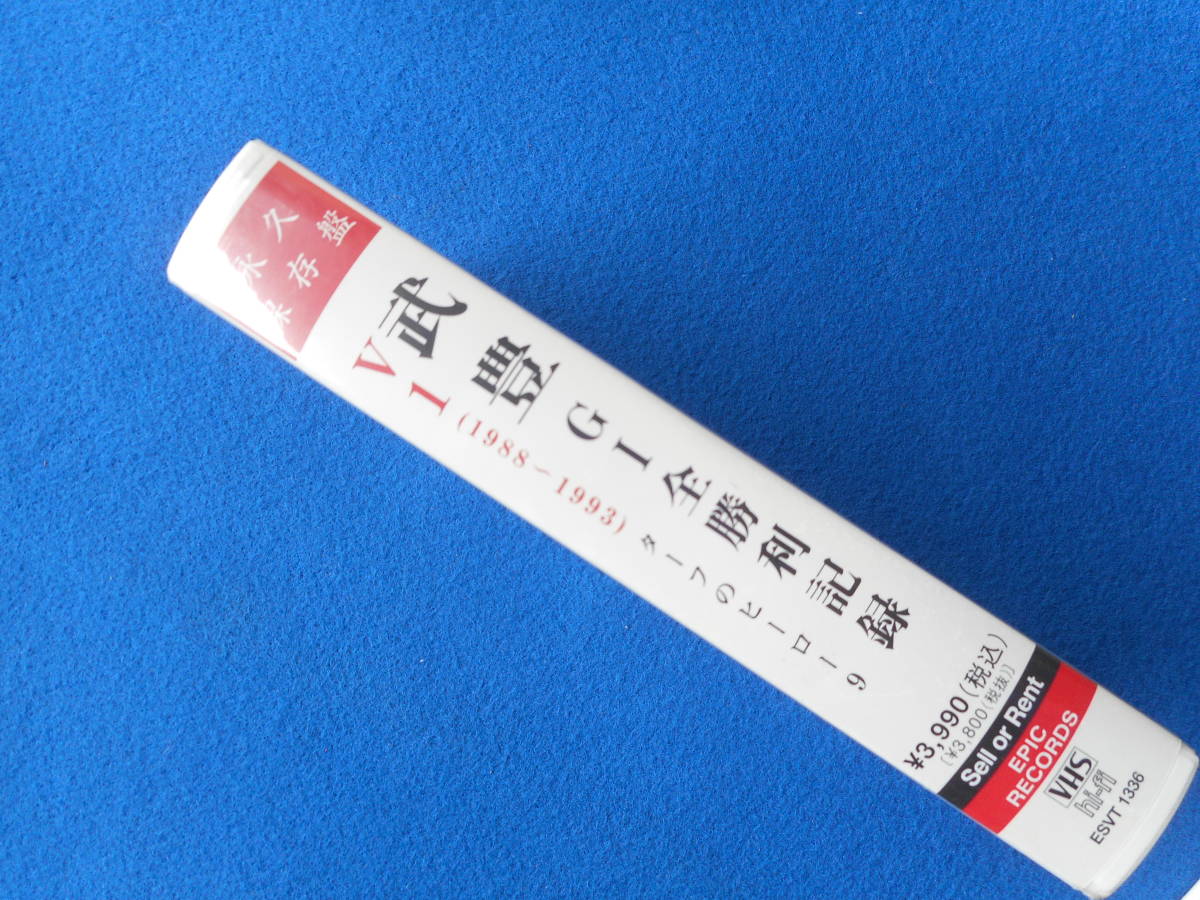 永久
保存盤
武豊 GI全勝利記録
V1
(1988〜1993)
ターフのヒーロー9
¥3,990(税込)
(¥3,800(税抜))
Sell or Rent
EPIC
RECORDS
VHS
hi-fi
ESVT 1336